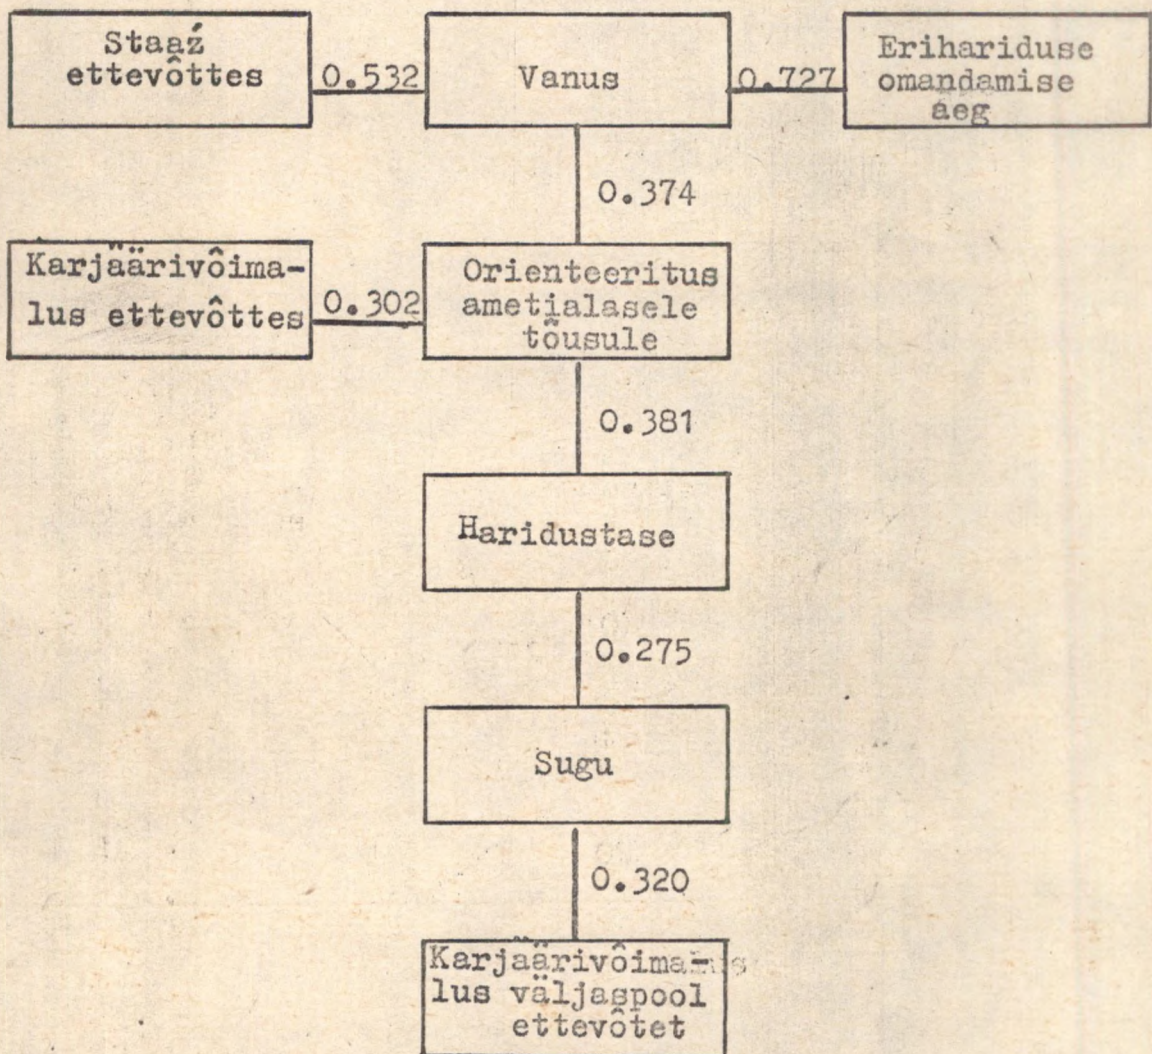 Staaź
ettevôttes
0.532
Vanus
0.727
Erihariduse
omandamise
aeg
0.374
Karjäärivôima-
lus ettevôttes
0.302
Orienteeritus
ametialasele
tôusule
0.381
Haridustase
0.275
Sugu
0.320
Karjäärivôima-
lus väljaspool
ettevôtet